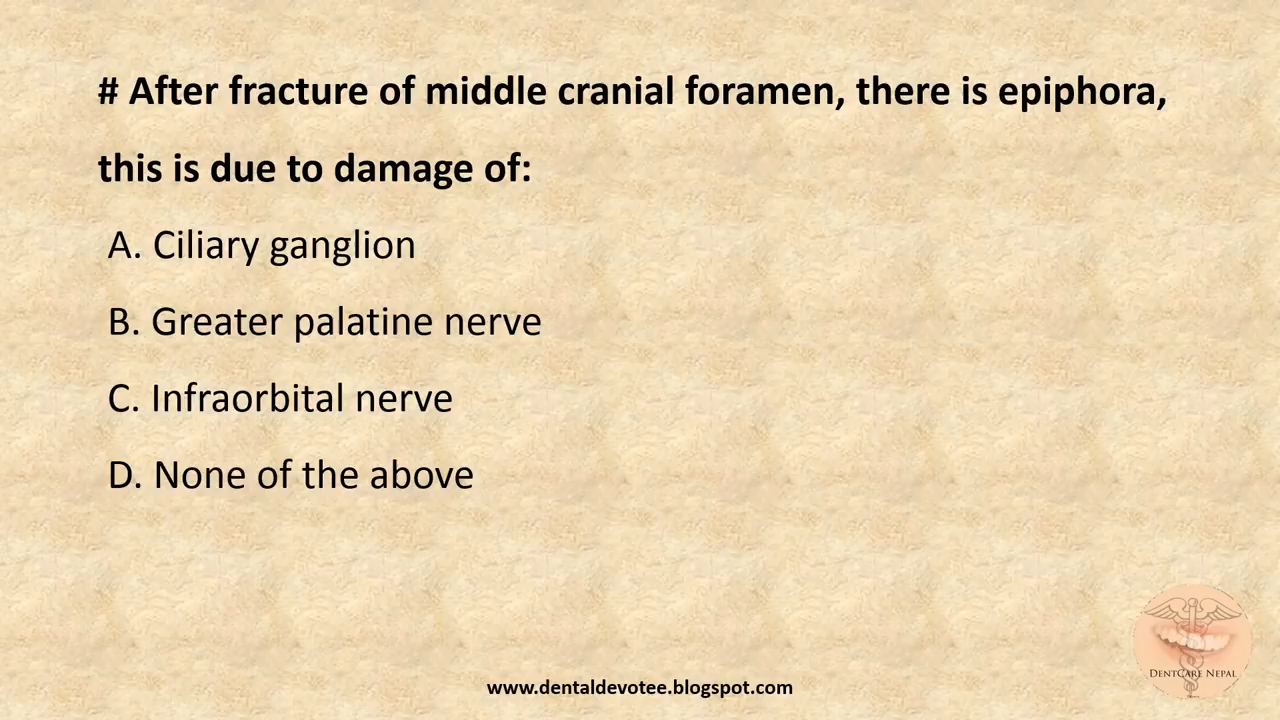 # After fracture of middle cranial foramen, there is epiphora,
this is due to damage of:
A. Ciliary ganglion
B. Greater palatine nerve
C. Infraorbital nerve
D. None of the above
DENTCARE NEPAL
www.dentaldevotee.blogspot.com